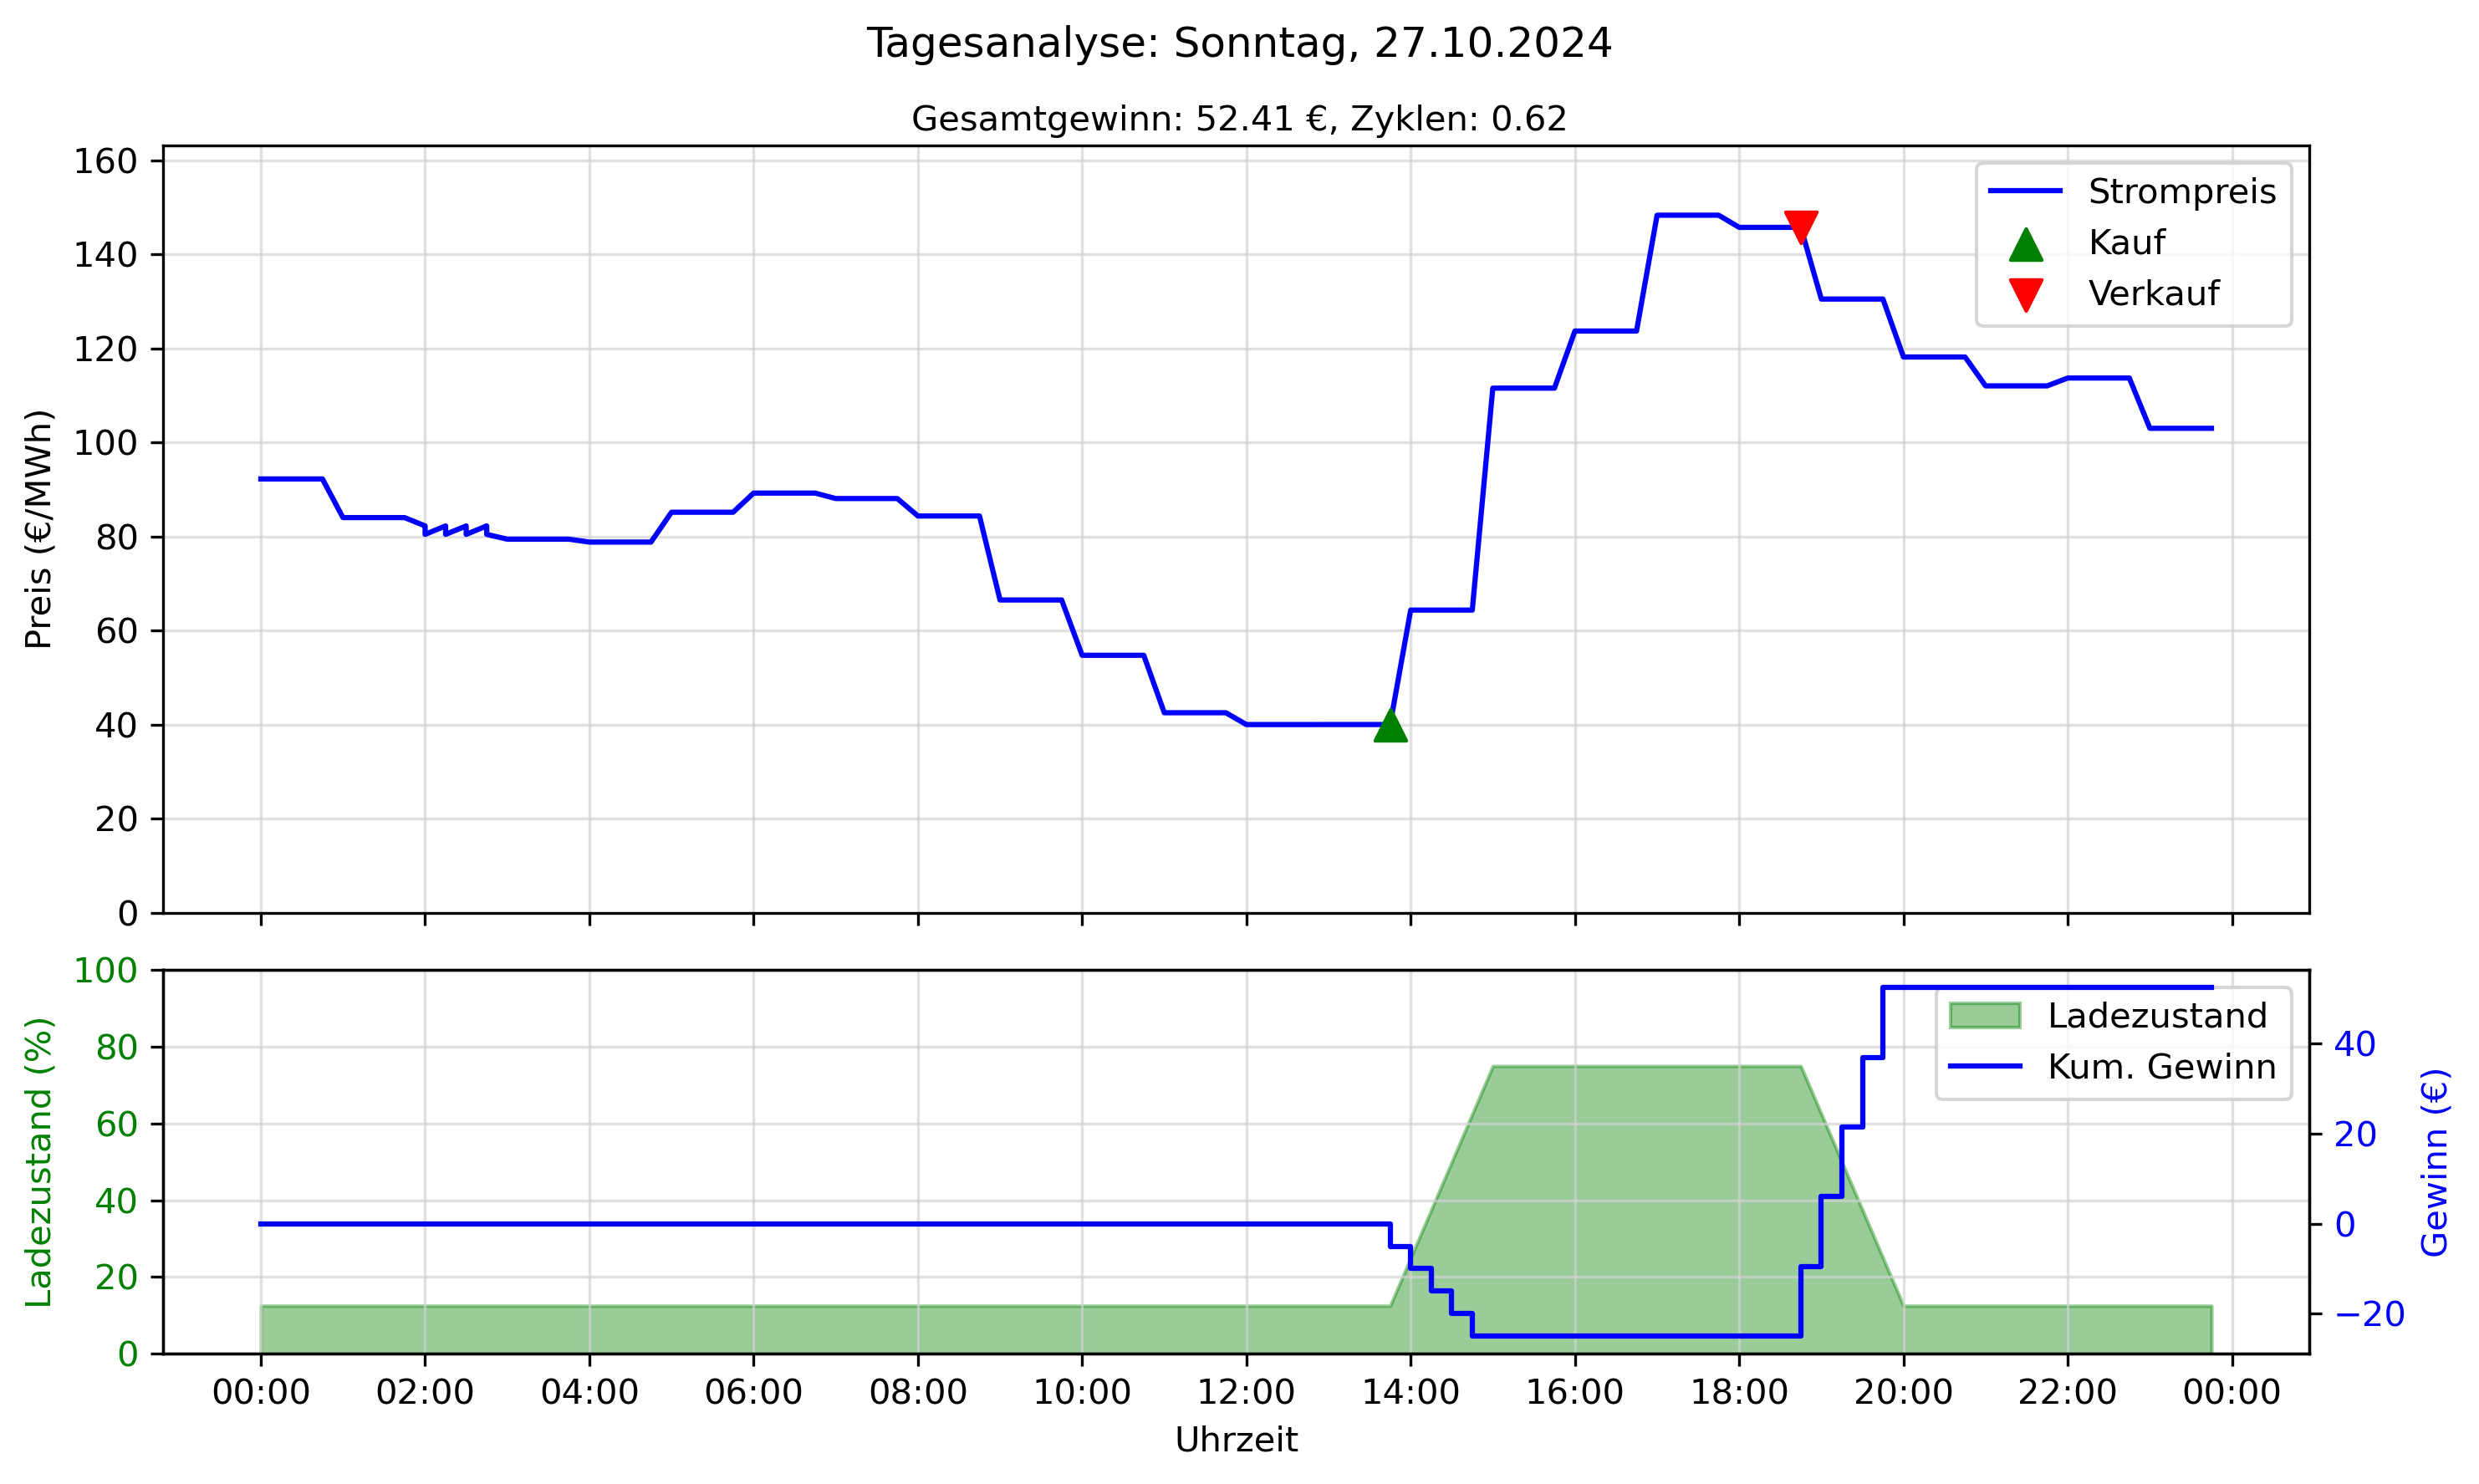 Tagesanalyse: Sonntag, 27.10.2024
Gesamtgewinn: 52.41 €, Zyklen: 0.62
Preis (€/MWh)
160
140
120
100
80
60
40
20
0
Strompreis
Kauf
Verkauf
Ladezustand (%)
100
80
60
40
20
0
Ladezustand
Kum. Gewinn
40
20
0
−20
Gewinn (€)
00:00 02:00 04:00 06:00 08:00 10:00 12:00 14:00 16:00 18:00 20:00 22:00 00:00
Uhrzeit